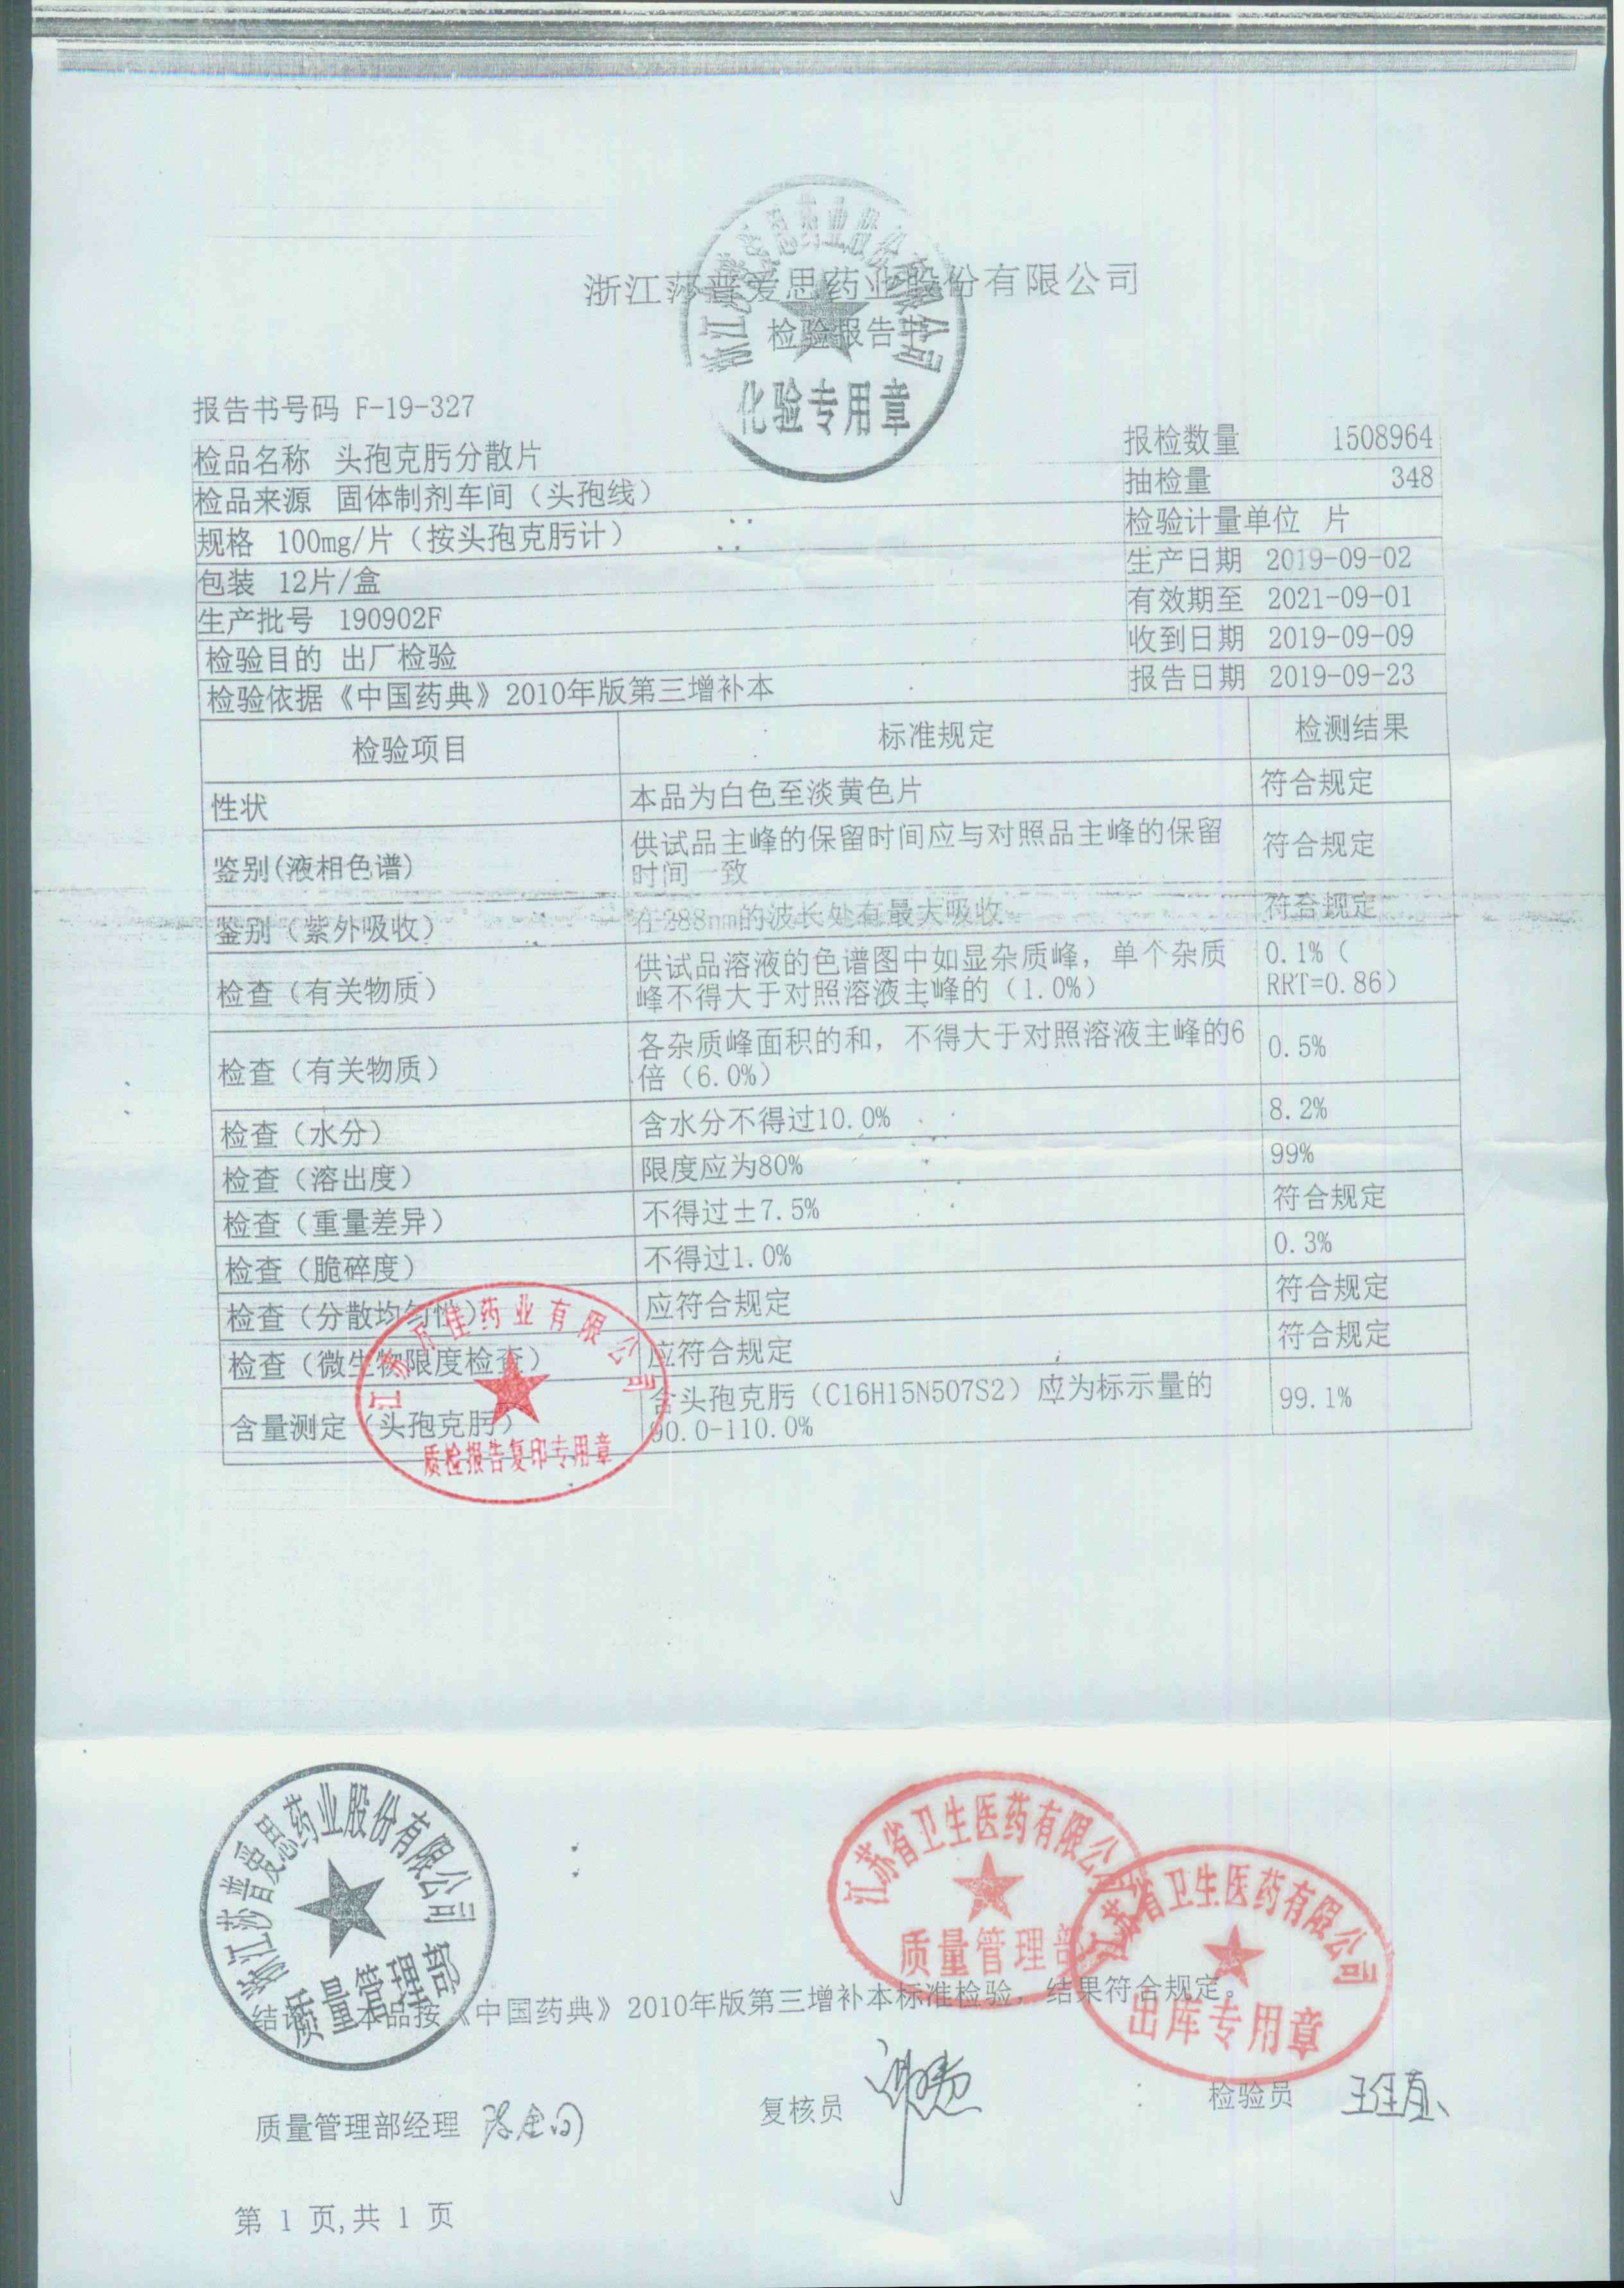 浙江莎普爱思药业股份有限公司
检验报告书
浙江莎普爱思药业股份有限公司
化验专用章
报告书号码 F-19-327
检品名称 头孢克肟分散片 报检数量 1508964
检品来源 固体制剂车间（头孢线） 抽检量 348
规格 100mg/片（按头孢克肟计） 检验计量单位 片
包装 12片/盒 生产日期 2019-09-02
生产批号 190902F 有效期至 2021-09-01
检验目的 出厂检验 收到日期 2019-09-09
检验依据《中国药典》2010年版第三增补本 报告日期 2019-09-23
检验项目 标准规定 检测结果
性状 本品为白色至淡黄色片 符合规定
鉴别(液相色谱) 供试品主峰的保留时间应与对照品主峰的保留 符合规定
时间一致
鉴别（紫外吸收） 在288nm的波长处有最大吸收 符合规定
检查（有关物质） 供试品溶液的色谱图中如显杂质峰，单个杂质 0.1%（
峰不得大于对照溶液主峰的（1.0%） RRT=0.86）
检查（有关物质） 各杂质峰面积的和，不得大于对照溶液主峰的6 0.5%
倍（6.0%）
检查（水分） 含水分不得过10.0% 8.2%
检查（溶出度） 限度应为80% 99%
检查（重量差异） 不得过±7.5% 符合规定
检查（脆碎度） 不得过1.0% 0.3%
检查（分散均匀性） 应符合规定 符合规定
检查（微生物限度检查） 应符合规定 符合规定
含量测定（头孢克肟） 含头孢克肟（C16H15N5O7S2）应为标示量的 99.1%
90.0-110.0%
江苏万佳药业有限公司
质检报告复印专用章
浙江莎普爱思药业股份有限公司
质量管理部
江苏省卫生医药有限公司
质量管理部
江苏省卫生医药有限公司
出库专用章
结论 本品按《中国药典》2010年版第三增补本标准检验，结果符合规定。
质量管理部经理 复核员 检验员
第 1 页,共 1 页